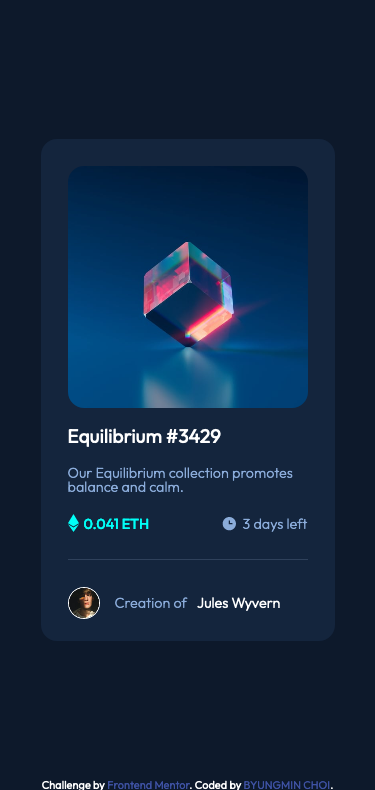 Equilibrium #3429
Our Equilibrium collection promotes
balance and calm.
0.041 ETH
3 days left
Creation of Jules Wyvern
Challenge by Frontend Mentor. Coded by BYUNGMIN CHOI.